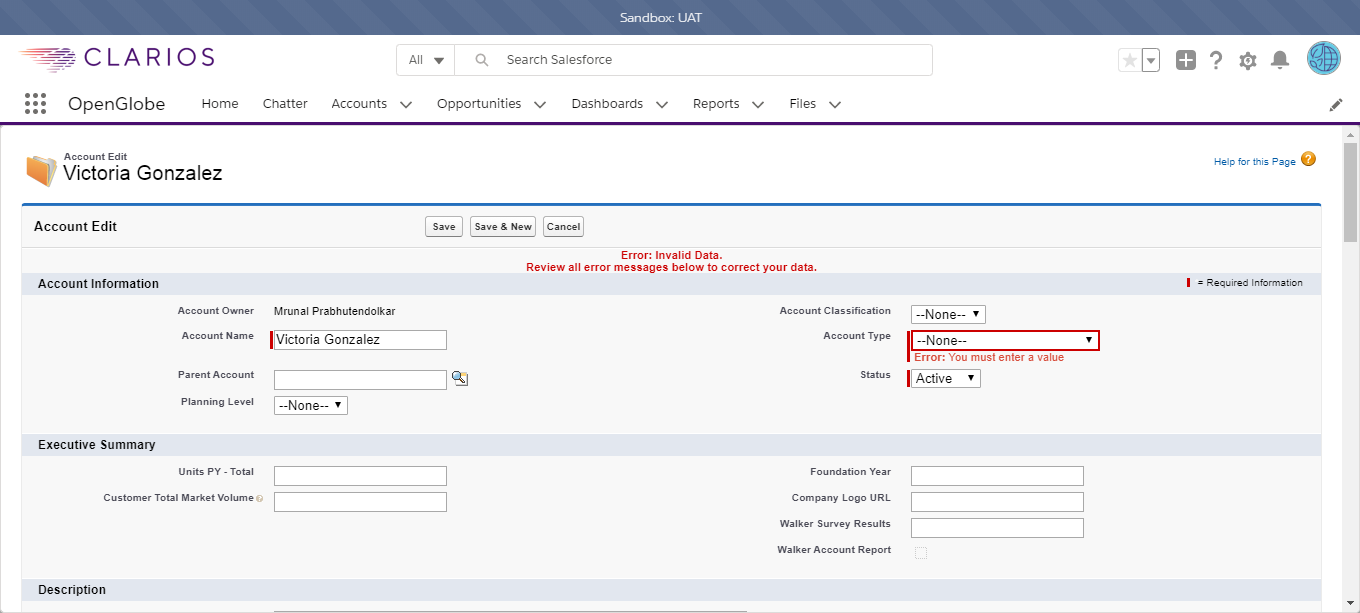 Sandbox: UAT
CLARIOS
All
Search Salesforce
OpenGlobe
Home
Chatter
Accounts
Opportunities
Dashboards
Reports
Files
Account Edit
Victoria Gonzalez
Help for this Page
Account Edit
Save
Save & New
Cancel
Error: Invalid Data.
Review all error messages below to correct your data.
Account Information
= Required Information
Account Owner
Mrunal Prabhutendolkar
Account Classification
--None--
Account Name
Victoria Gonzalez
Account Type
--None--
Error: You must enter a value
Parent Account
Status
Active
Planning Level
--None--
Executive Summary
Units PY - Total
Foundation Year
Customer Total Market Volume
Company Logo URL
Walker Survey Results
Walker Account Report
Description